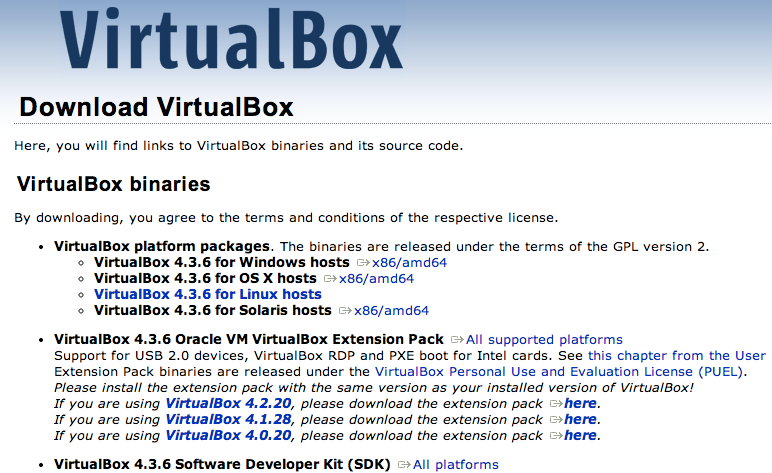 VirtualBox
Download VirtualBox
Here, you will find links to VirtualBox binaries and its source code.
VirtualBox binaries
By downloading, you agree to the terms and conditions of the respective license.
• VirtualBox platform packages. The binaries are released under the terms of the GPL version 2.
◦ VirtualBox 4.3.6 for Windows hosts x86/amd64
◦ VirtualBox 4.3.6 for OS X hosts x86/amd64
◦ VirtualBox 4.3.6 for Linux hosts
◦ VirtualBox 4.3.6 for Solaris hosts x86/amd64
• VirtualBox 4.3.6 Oracle VM VirtualBox Extension Pack All supported platforms
Support for USB 2.0 devices, VirtualBox RDP and PXE boot for Intel cards. See this chapter from the User
Extension Pack binaries are released under the VirtualBox Personal Use and Evaluation License (PUEL).
Please install the extension pack with the same version as your installed version of VirtualBox!
If you are using VirtualBox 4.2.20, please download the extension pack here.
If you are using VirtualBox 4.1.28, please download the extension pack here.
If you are using VirtualBox 4.0.20, please download the extension pack here.
• VirtualBox 4.3.6 Software Developer Kit (SDK) All platforms